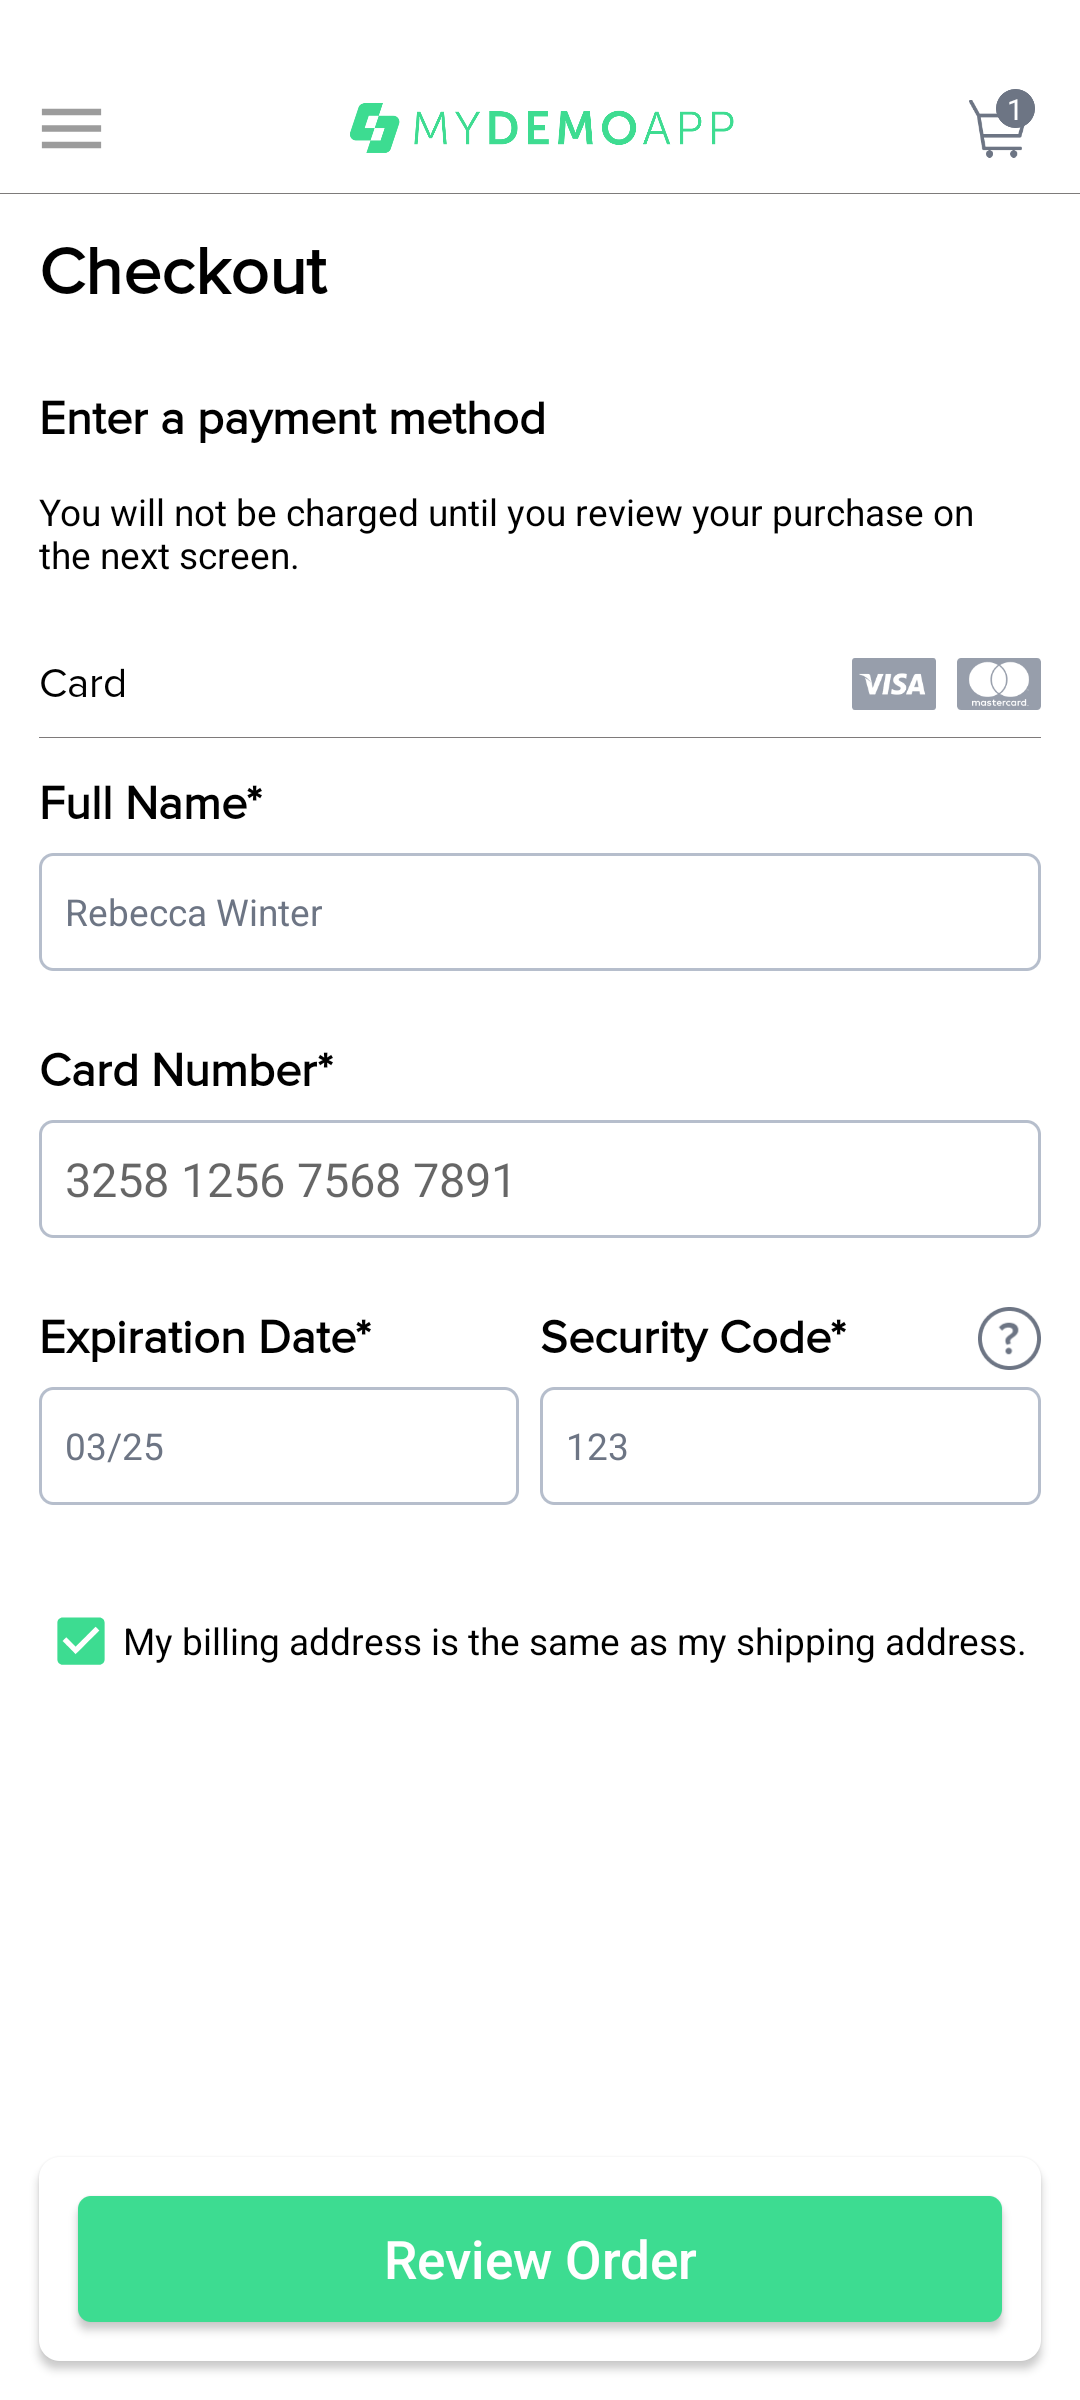 MYDEMOAPP
1
Checkout
Enter a payment method
You will not be charged until you review your purchase on
the next screen.
Card
VISA
mastercard.
Full Name*
Rebecca Winter
Card Number*
3258 1256 7568 7891
Expiration Date*
Security Code*
?
03/25
123
My billing address is the same as my shipping address.
Review Order